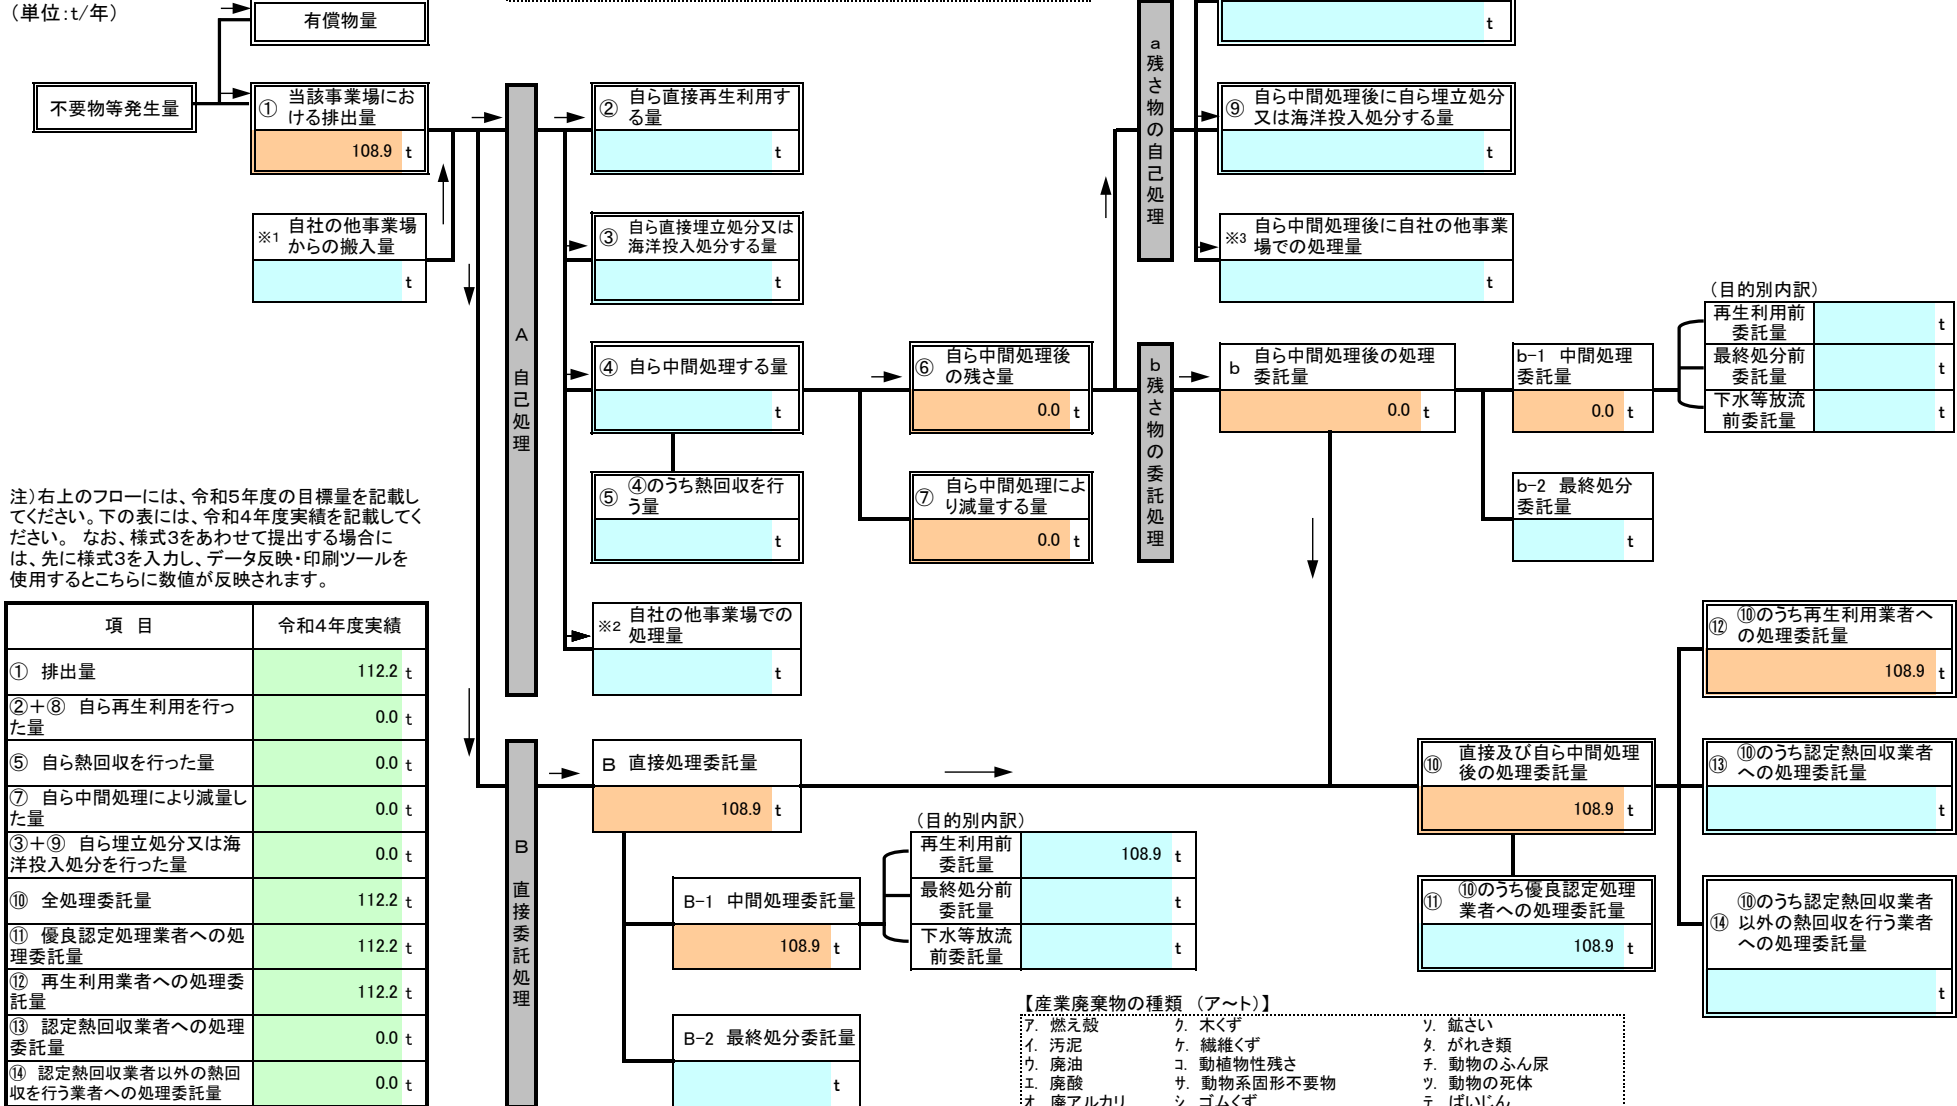 （単位：t/年）
有償物量
不要物等発生量
① 当該事業場にお
ける排出量
108.9 t
※1 自社の他事業場
からの搬入量
t
A 自己処理
② 自ら直接再生利用す
る量
t
③ 自ら直接埋立処分又は
海洋投入処分する量
t
④ 自ら中間処理する量
t
⑤ ④のうち熱回収を行
う量
t
※2 自社の他事業場での
処理量
t
⑥ 自ら中間処理後
の残さ量
0.0 t
⑦ 自ら中間処理によ
り減量する量
0.0 t
a残さ物の自己処理
t
⑨ 自ら中間処理後に自ら埋立処分
又は海洋投入処分する量
t
※3 自ら中間処理後に自社の他事業
場での処理量
t
b残さ物の委託処理
b 自ら中間処理後の処理
委託量
0.0 t
b-1 中間処理
委託量
0.0 t
b-2 最終処分
委託量
t
（目的別内訳）
再生利用前
委託量
t
最終処分前
委託量
t
下水等放流
前委託量
t
注）右上のフローには、令和５年度の目標量を記載し
てください。下の表には、令和４年度実績を記載してく
ださい。 なお、様式３をあわせて提出する場合に
は、先に様式３を入力し、データ反映・印刷ツールを
使用するとこちらに数値が反映されます。
項 目 令和４年度実績
① 排出量 112.2 t
②＋⑧ 自ら再生利用を行っ
た量 0.0 t
⑤ 自ら熱回収を行った量 0.0 t
⑦ 自ら中間処理により減量し
た量 0.0 t
③＋⑨ 自ら埋立処分又は海
洋投入処分を行った量 0.0 t
⑩ 全処理委託量 112.2 t
⑪ 優良認定処理業者への処
理委託量 112.2 t
⑫ 再生利用業者への処理委
託量 112.2 t
⑬ 認定熱回収業者への処理
委託量 0.0 t
⑭ 認定熱回収業者以外の熱回
収を行う業者への処理委託量 0.0 t
B 直接委託処理
B 直接処理委託量
108.9 t
B-1 中間処理委託量
108.9 t
B-2 最終処分委託量
t
（目的別内訳）
再生利用前
委託量
108.9 t
最終処分前
委託量
t
下水等放流
前委託量
t
⑩ 直接及び自ら中間処理
後の処理委託量
108.9 t
⑪ ⑩のうち優良認定処理
業者への処理委託量
108.9 t
⑫ ⑩のうち再生利用業者へ
の処理委託量
108.9 t
⑬ ⑩のうち認定熱回収業者
への処理委託量
t
⑭ ⑩のうち認定熱回収業者
以外の熱回収を行う業者
への処理委託量
t
【産業廃棄物の種類 （ア～ト）】
ア. 燃え殻 ク. 木くず ソ. 鉱さい
イ. 汚泥 ケ. 繊維くず タ. がれき類
ウ. 廃油 コ. 動植物性残さ チ. 動物のふん尿
エ. 廃酸 サ. 動物系固形不要物 ツ. 動物の死体
オ. 廃アルカリ シ. ゴムくず テ. ばいじん